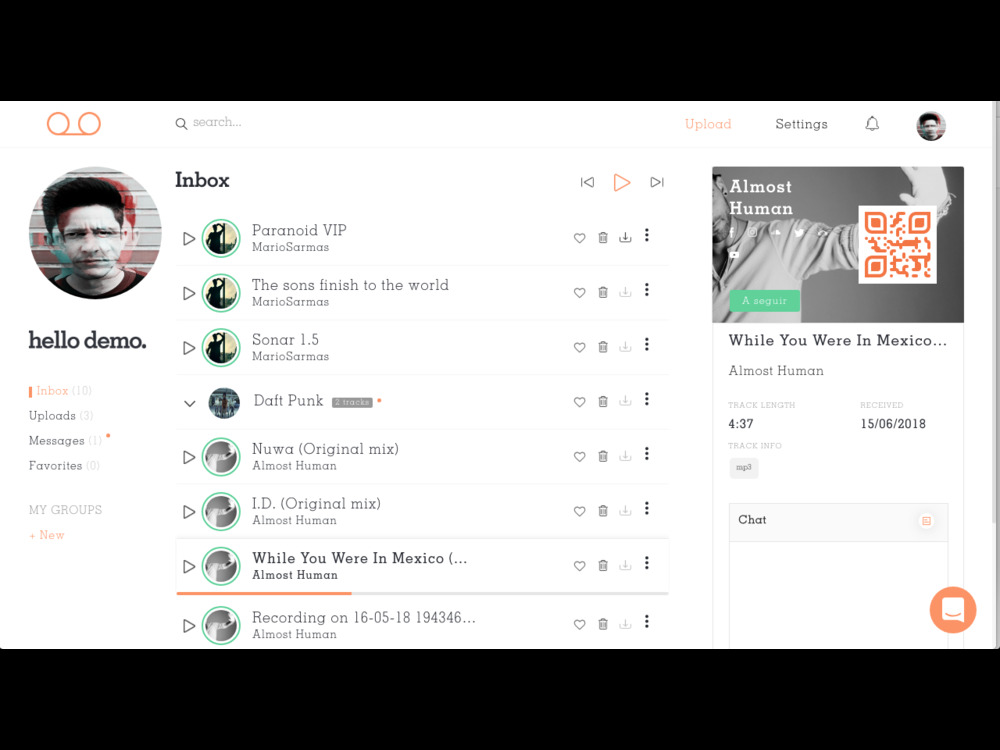 search...
Upload
Settings
hello demo.
Inbox (10)
Uploads (3)
Messages (1)
Favorites (0)
MY GROUPS
+ New
Inbox
Paranoid VIP
MarioSarmas
The sons finish to the world
MarioSarmas
Sonar 1.5
MarioSarmas
Daft Punk 2 tracks
Nuwa (Original mix)
Almost Human
I.D. (Original mix)
Almost Human
While You Were In Mexico (...
Almost Human
Recording on 16-05-18 194346...
Almost Human
Almost
Human
A seguir
While You Were In Mexico...
Almost Human
TRACK LENGTH
4:37
RECEIVED
15/06/2018
TRACK INFO
mp3
Chat